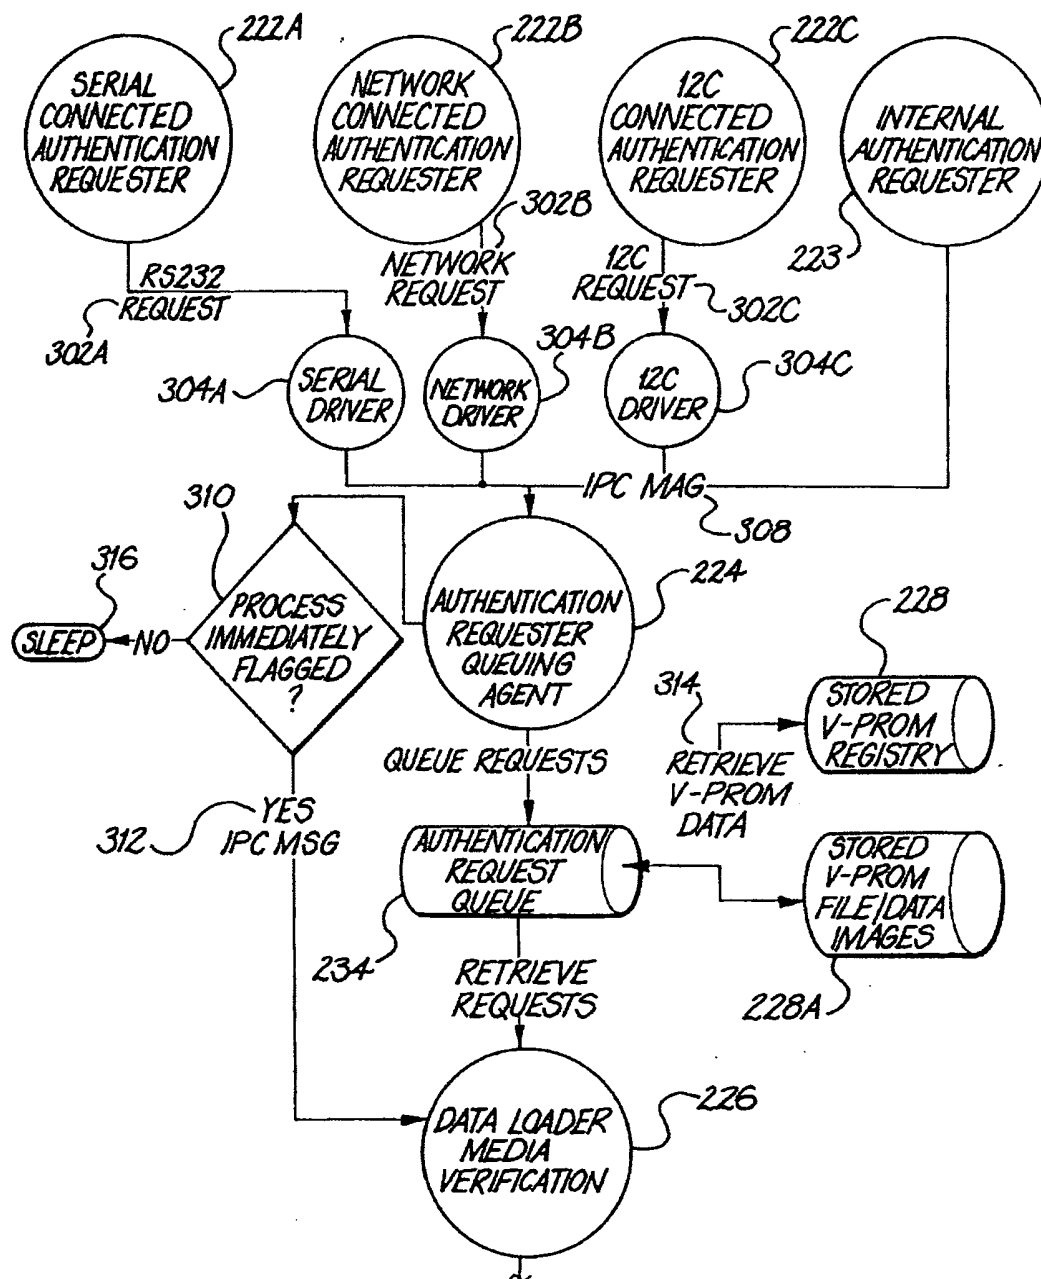 222A
222B
222C
SERIAL
CONNECTED
AUTHENTICATION
REQUESTER
NETWORK
CONNECTED
AUTHENTICATION
REQUESTER
12C
CONNECTED
AUTHENTICATION
REQUESTER
INTERNAL
AUTHENTICATION
REQUESTER
223
RS232
REQUEST
302A
302B
NETWORK
REQUEST
12C
REQUEST
302C
304A
SERIAL
DRIVER
304B
NETWORK
DRIVER
12C
DRIVER
304C
IPC MAG
308
310
316
SLEEP
NO
PROCESS
IMMEDIATELY
FLAGGED
?
AUTHENTICATION
REQUESTER
QUEUING
AGENT
224
228
STORED
V-PROM
REGISTRY
314
RETRIEVE
V-PROM
DATA
QUEUE REQUESTS
312
YES
IPC MSG
AUTHENTICATION
REQUEST
QUEUE
234
STORED
V-PROM
FILE/DATA
IMAGES
228A
RETRIEVE
REQUESTS
DATA LOADER
MEDIA
VERIFICATION
226